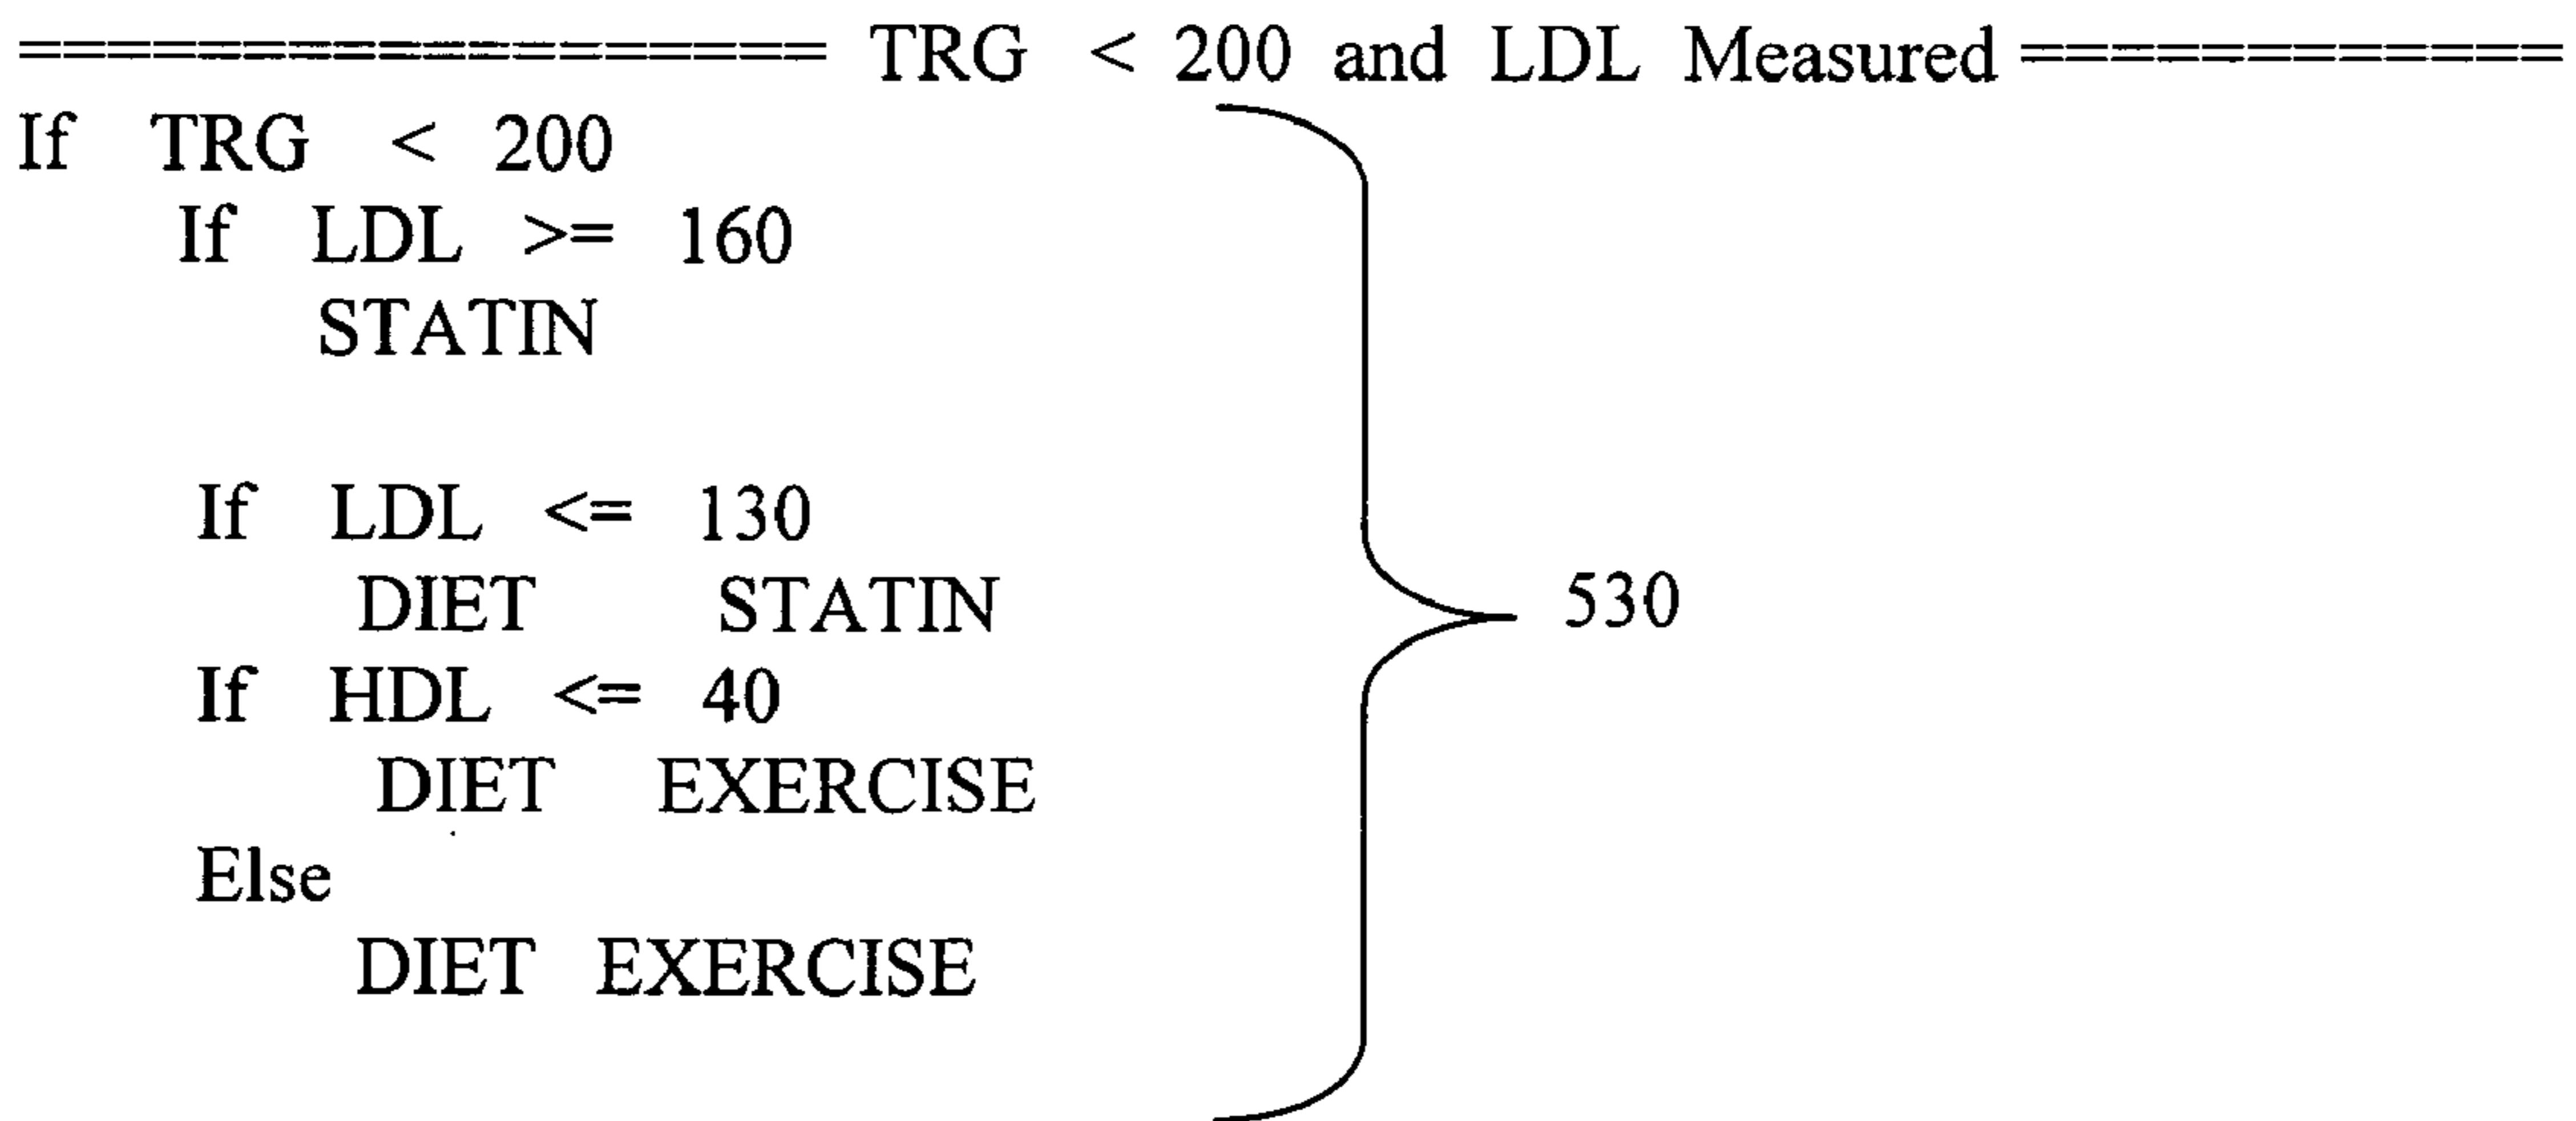 ================== TRG < 200 and LDL Measured ============
If TRG < 200
If LDL >= 160
STATIN
If LDL <= 130
DIET STATIN
530
If HDL <= 40
DIET EXERCISE
Else
DIET EXERCISE